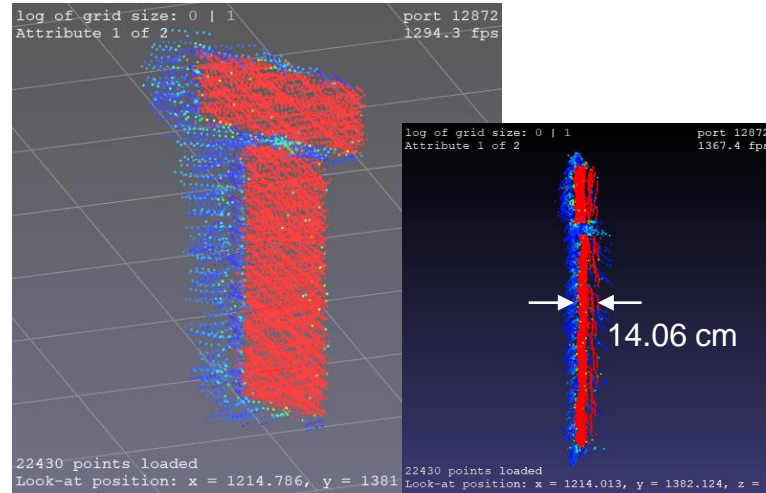 log of grid size: 0 | 1
port 12872
Attribute 1 of 2
1294.3 fps
22430 points loaded
Look-at position: x = 1214.786, y = 1381
log of grid size: 0 | 1
port 12872
Attribute 1 of 2
1367.4 fps
14.06 cm
22430 points loaded
Look-at position: x = 1214.013, y = 1382.124, z =